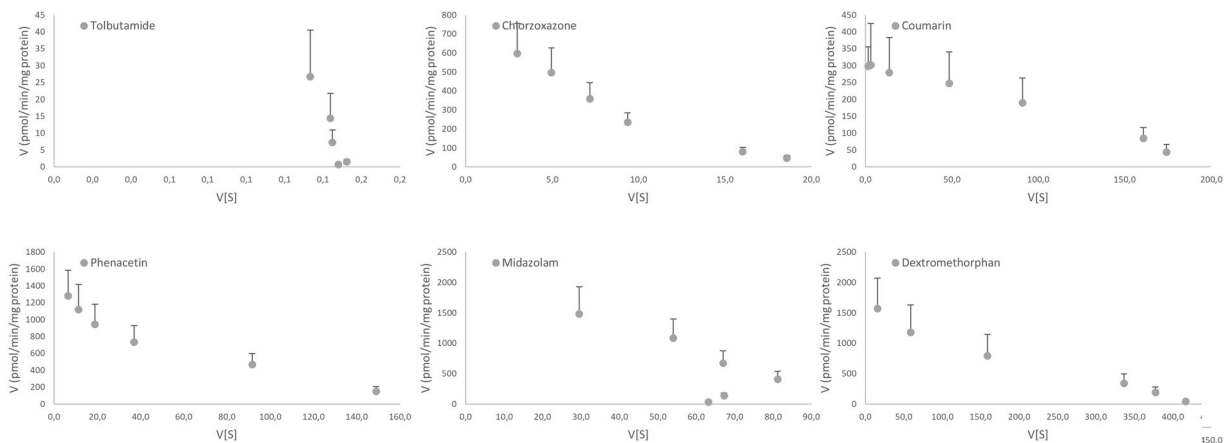 Tolbutamide
V (pmol/min/mg protein)
45
40
35
30
25
20
15
10
5
0
0,0 0,0 0,0 0,1 0,1 0,1 0,1 0,1 0,2 0,2
V[S]
Chlorzoxazone
V (pmol/min/mg protein)
800
700
600
500
400
300
200
100
0
0,0 5,0 10,0 15,0 20,0
V[S]
Coumarin
V (pmol/min/mg protein)
450
400
350
300
250
200
150
100
50
0
0,0 50,0 100,0 150,0 200,0
V[S]
Phenacetin
V (pmol/min/mg protein)
1800
1600
1400
1200
1000
800
600
400
200
0
0,0 20,0 40,0 60,0 80,0 100,0 120,0 140,0 160,0
V[S]
Midazolam
V (pmol/min/mg protein)
2500
2000
1500
1000
500
0
0,0 10,0 20,0 30,0 40,0 50,0 60,0 70,0 80,0 90,0
V[S]
Dextromethorphan
V (pmol/min/mg protein)
2500
2000
1500
1000
500
0
0,0 50,0 100,0 150,0 200,0 250,0 300,0 350,0 400,0
450,0
V[S]